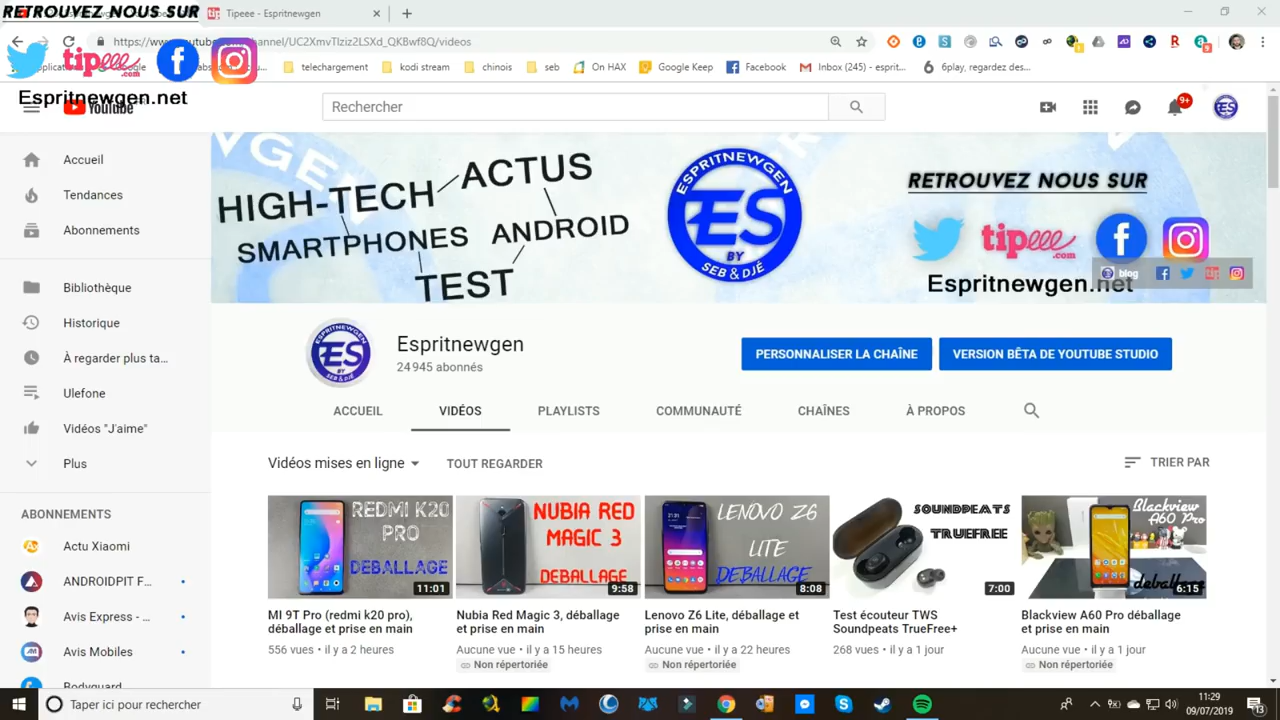 RETROUVEZ NOUS SUR
Tipeee - Espritnewgen
tipeee.com
Espritnewgen.net
telechargement
kodi stream
chinois
seb
On HAX
Google Keep
Facebook
Inbox (245) - esprit...
6play, regardez des...
YouTube
Rechercher
9+
HIGH-TECH
ACTUS
SMARTPHONES
ANDROID
TEST
ESPRITNEWGEN
ES
BY
SEB & DJÉ
RETROUVEZ NOUS SUR
tipeee.com
Espritnewgen.net
blog
Accueil
Tendances
Abonnements
Bibliothèque
Historique
À regarder plus ta...
Ulefone
Vidéos "J'aime"
Plus
ABONNEMENTS
Actu Xiaomi
ANDROIDPIT F...
Avis Express - ...
Avis Mobiles
Bodyguard
Espritnewgen
24 945 abonnés
PERSONNALISER LA CHAÎNE
VERSION BÊTA DE YOUTUBE STUDIO
ACCUEIL
VIDÉOS
PLAYLISTS
COMMUNAUTÉ
CHAÎNES
À PROPOS
Vidéos mises en ligne
TOUT REGARDER
TRIER PAR
REDMI K20
PRO
DEBALLAGE
11:01
MI 9T Pro (redmi k20 pro),
déballage et prise en main
556 vues • il y a 2 heures
NUBIA RED
MAGIC 3
DEBALLAGE
9:58
Nubia Red Magic 3, déballage
et prise en main
Aucune vue • il y a 15 heures
Non répertoriée
LENOVO Z6
LITE
DEBALLAGE
8:08
Lenovo Z6 Lite, déballage et
prise en main
Aucune vue • il y a 22 heures
Non répertoriée
SOUNDPEATS
TRUEFREE
7:00
Test écouteur TWS
Soundpeats TrueFree+
268 vues • il y a 1 jour
Blackview
A60 Pro
deballage
6:15
Blackview A60 Pro déballage
et prise en main
Aucune vue • il y a 1 jour
Non répertoriée
Taper ici pour rechercher
11:29
09/07/2019
13